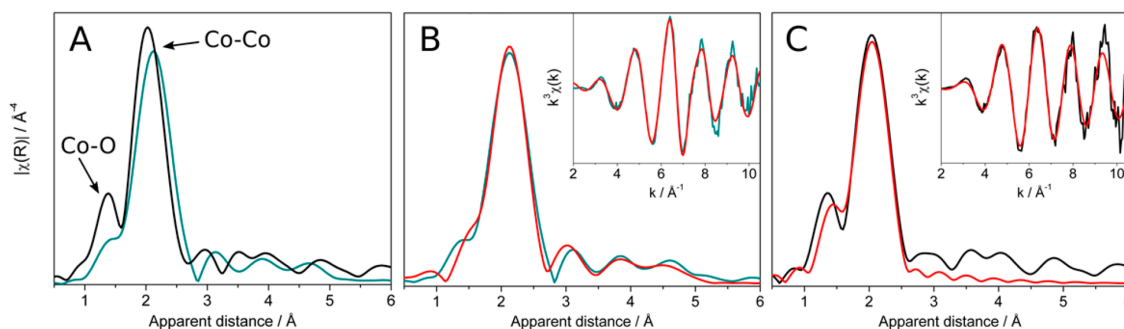 A
Co-Co
Co-O
|χ(R)| / Å⁻⁴
1 2 3 4 5 6
Apparent distance / Å
B
k³χ(k)
2 4 6 8 10
k / Å⁻¹
1 2 3 4 5 6
Apparent distance / Å
C
k³χ(k)
2 4 6 8 10
k / Å⁻¹
1 2 3 4 5 6
Apparent distance / Å